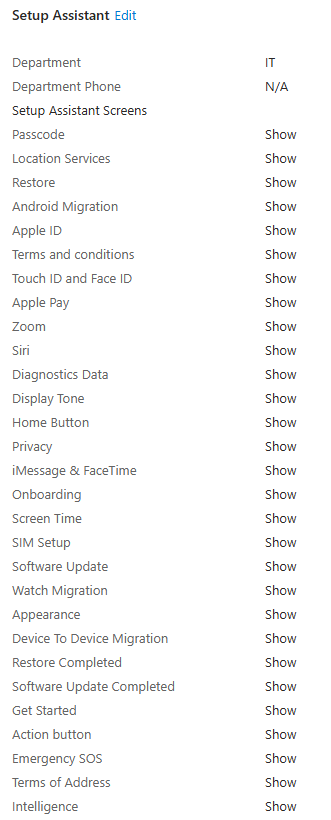 Setup Assistant Edit
Department IT
Department Phone N/A
Setup Assistant Screens
Passcode Show
Location Services Show
Restore Show
Android Migration Show
Apple ID Show
Terms and conditions Show
Touch ID and Face ID Show
Apple Pay Show
Zoom Show
Siri Show
Diagnostics Data Show
Display Tone Show
Home Button Show
Privacy Show
iMessage & FaceTime Show
Onboarding Show
Screen Time Show
SIM Setup Show
Software Update Show
Watch Migration Show
Appearance Show
Device To Device Migration Show
Restore Completed Show
Software Update Completed Show
Get Started Show
Action button Show
Emergency SOS Show
Terms of Address Show
Intelligence Show